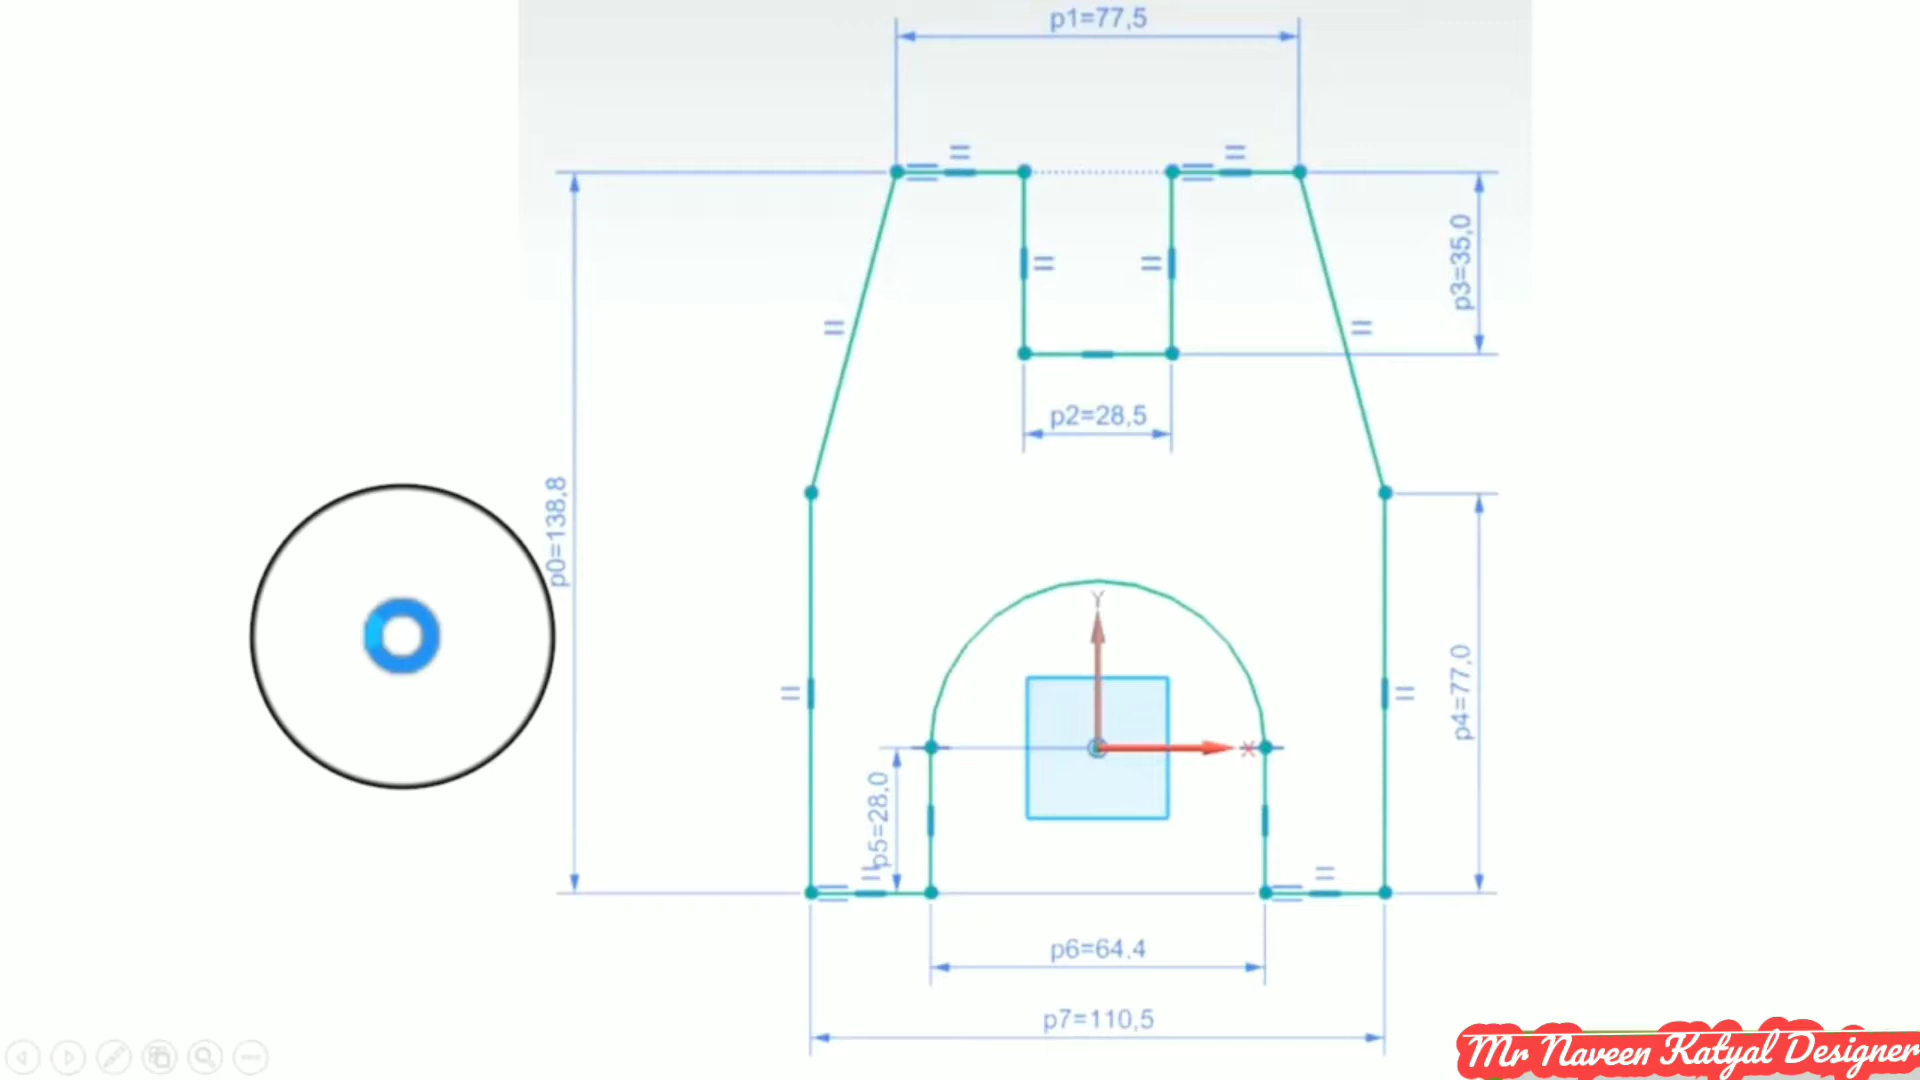 p1=77,5
p3=35,0
p2=28,5
p0=138,8
Y
X
p4=77,0
p5=28,0
p6=64.4
p7=110,5
Mr Naveen Katyal Designer